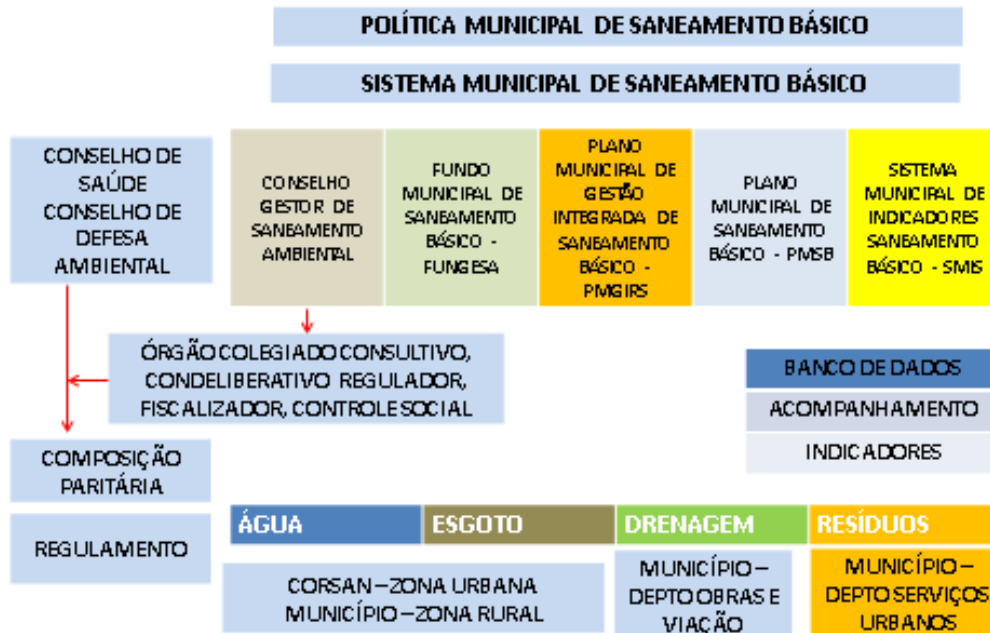 POLÍTICA MUNICIPAL DE SANEAMENTO BÁSICO
SISTEMA MUNICIPAL DE SANEAMENTO BÁSICO
CONSELHO DE
SAÚDE
CONSELHO DE
DEFESA
AMBIENTAL
CONSELHO
GESTOR DE
SANEAMENTO
AMBIENTAL
FUNDO
MUNICIPAL DE
SANEAMENTO
BÁSICO -
FUNGESA
PLANO
MUNICIPAL DE
GESTÃO
INTEGRADA DE
SANEAMENTO
BÁSICO -
PMGIRS
PLANO
MUNICIPAL DE
SANEAMENTO
BÁSICO - PMSB
SISTEMA
MUNICIPAL DE
INDICADORES
SANEAMENTO
BÁSICO - SMIS
ÓRGÃO COLEGIADO CONSULTIVO,
CONDELIBERATIVO REGULADOR,
FISCALIZADOR, CONTROLE SOCIAL
BANCO DE DADOS
ACOMPANHAMENTO
INDICADORES
COMPOSIÇÃO
PARITÁRIA
REGULAMENTO
ÁGUA
ESGOTO
DRENAGEM
RESÍDUOS
CORSAN – ZONA URBANA
MUNICÍPIO – ZONA RURAL
MUNICÍPIO –
DEPTO OBRAS E
VIAÇÃO
MUNICÍPIO –
DEPTO SERVIÇOS
URBANOS